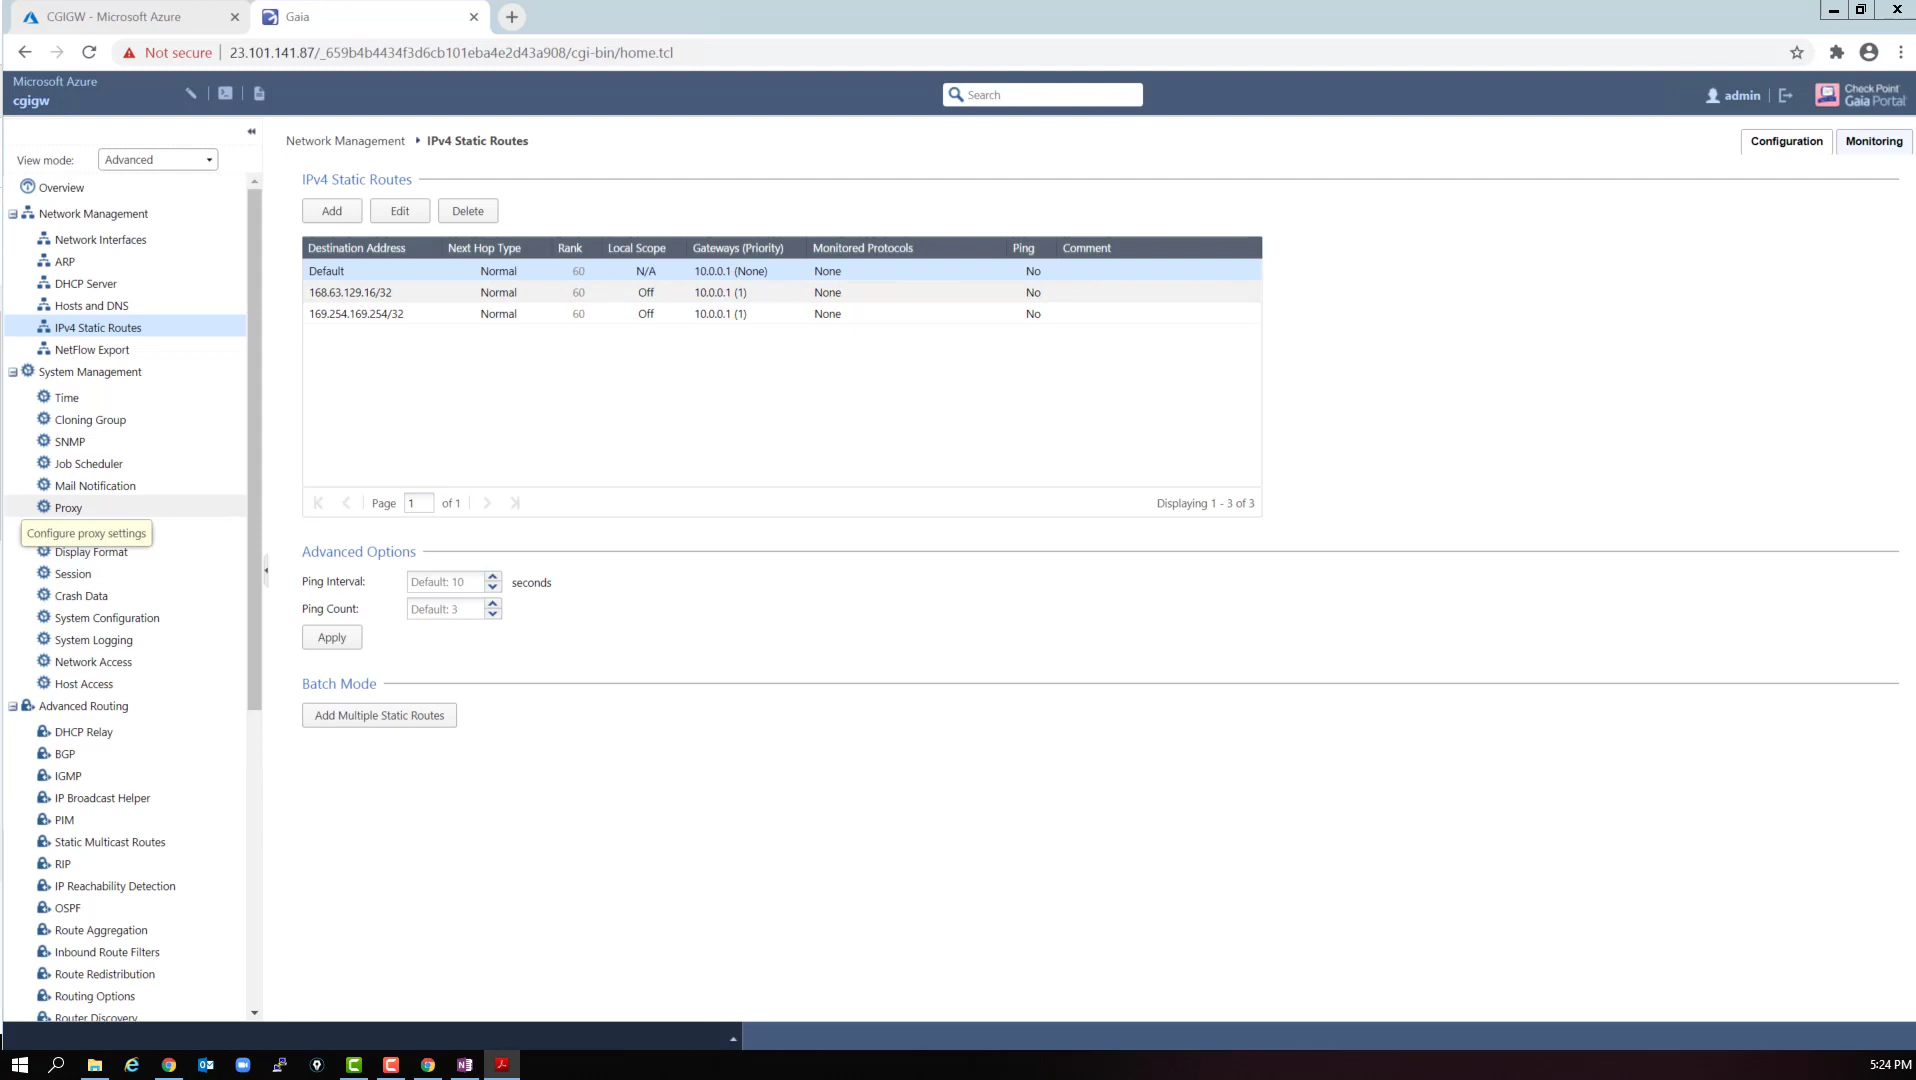 CGIGW - Microsoft Azure
Gaia
Not secure
23.101.141.87/_659b4b4434f3d6cb101eba4e2d43a908/cgi-bin/home.tcl
Microsoft Azure
cgigw
Search
admin
Check Point
Gaia Portal
Network Management IPv4 Static Routes
Configuration
Monitoring
View mode: Advanced
Overview
Network Management
Network Interfaces
ARP
DHCP Server
Hosts and DNS
IPv4 Static Routes
NetFlow Export
System Management
Time
Cloning Group
SNMP
Job Scheduler
Mail Notification
Proxy
Configure proxy settings
Display Format
Session
Crash Data
System Configuration
System Logging
Network Access
Host Access
Advanced Routing
DHCP Relay
BGP
IGMP
IP Broadcast Helper
PIM
Static Multicast Routes
RIP
IP Reachability Detection
OSPF
Route Aggregation
Inbound Route Filters
Route Redistribution
Routing Options
Router Discovery
IPv4 Static Routes
Add Edit Delete
Destination Address Next Hop Type Rank Local Scope Gateways (Priority) Monitored Protocols Ping Comment
Default Normal 60 N/A 10.0.0.1 (None) None No
168.63.129.16/32 Normal 60 Off 10.0.0.1 (1) None No
169.254.169.254/32 Normal 60 Off 10.0.0.1 (1) None No
Page 1 of 1 Displaying 1 - 3 of 3
Advanced Options
Ping Interval: Default: 10 seconds
Ping Count: Default: 3
Apply
Batch Mode
Add Multiple Static Routes
5:24 PM